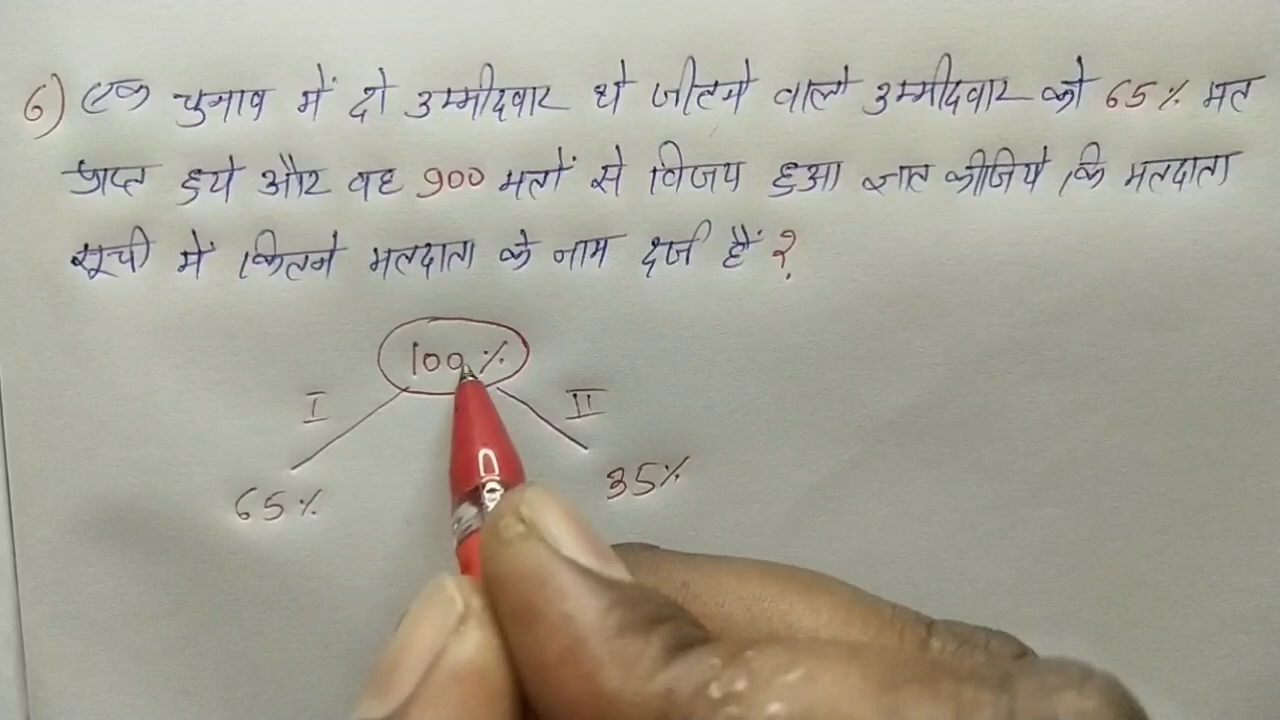 6) एक चुनाव में दो उम्मीदवार थे जीतने वाले उम्मीदवार को 65% मत
प्राप्त हुये और वह 900 मतों से विजय हुआ ज्ञात कीजिये कि मतदाता
सूची में कितने मतदाता के नाम दर्ज हैं ?
100%
I II
65% 35%